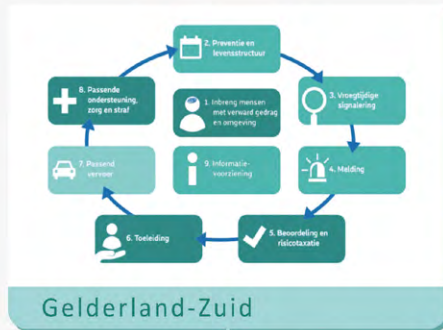 2. Preventie en
levensstructuur
8. Passende
ondersteuning,
zorg en straf
3. Vroegtijdige
signalering
1. Inbreng mensen
met verward gedrag
en omgeving
7. Passend
vervoer
9. Informatie-
voorziening
4. Melding
6. Toeleiding
5. Beoordeling en
risicotaxatie
Gelderland-Zuid